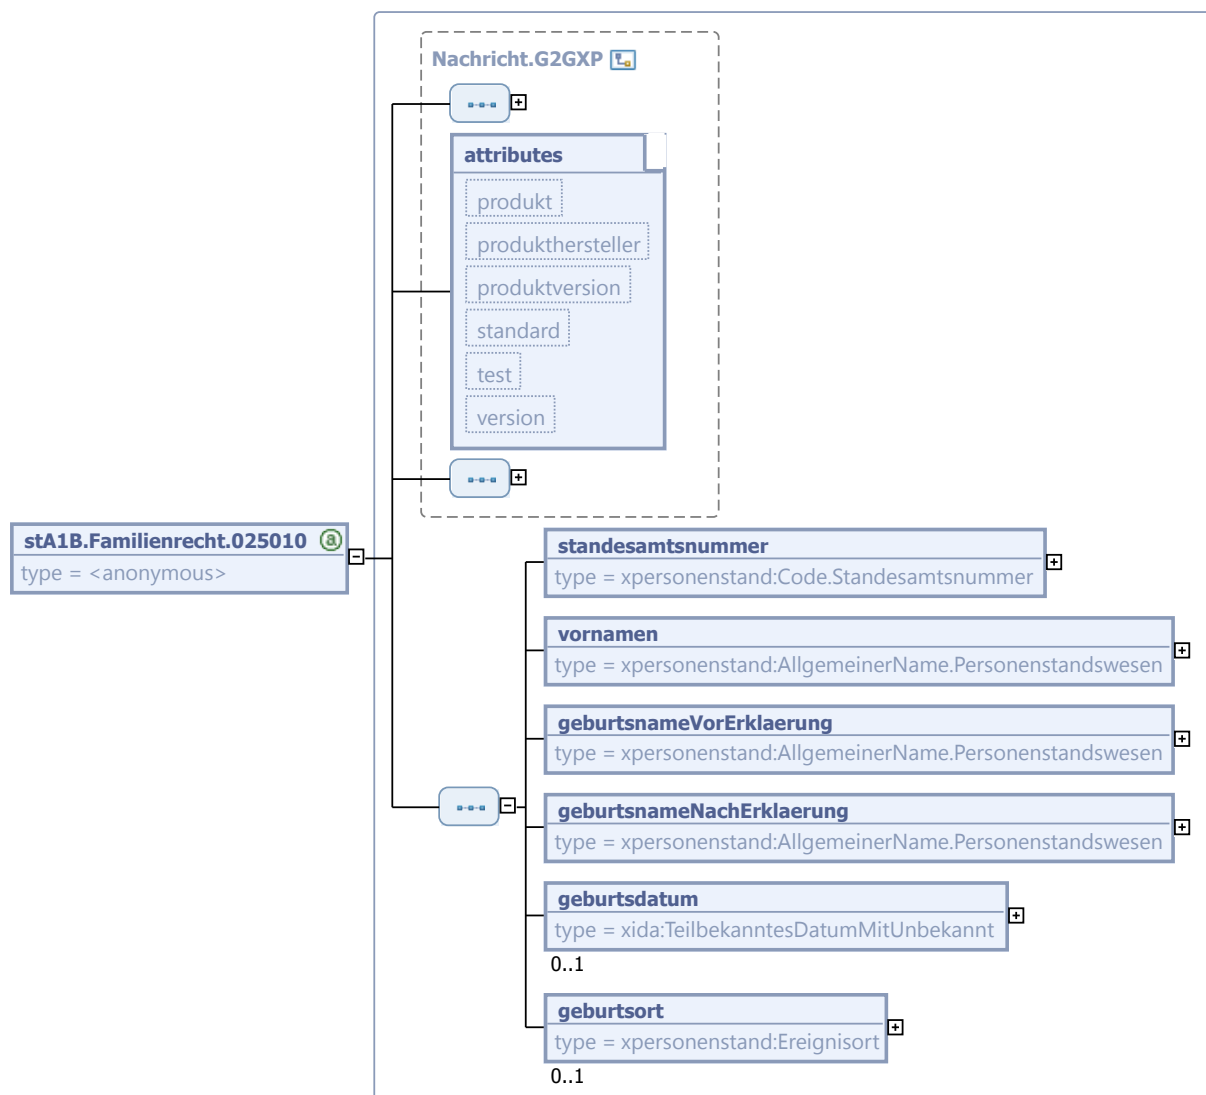 Nachricht.G2GXP
attributes
produkt
produkthersteller
produktversion
standard
test
version
stA1B.Familienrecht.025010
type = <anonymous>
standesamtsnummer
type = xpersonenstand:Code.Standesamtsnummer
vornamen
type = xpersonenstand:AllgemeinerName.Personenstandswesen
geburtsnameVorErklaerung
type = xpersonenstand:AllgemeinerName.Personenstandswesen
geburtsnameNachErklaerung
type = xpersonenstand:AllgemeinerName.Personenstandswesen
geburtsdatum
type = xida:TeilbekanntesDatumMitUnbekannt
0..1
geburtsort
type = xpersonenstand:Ereignisort
0..1